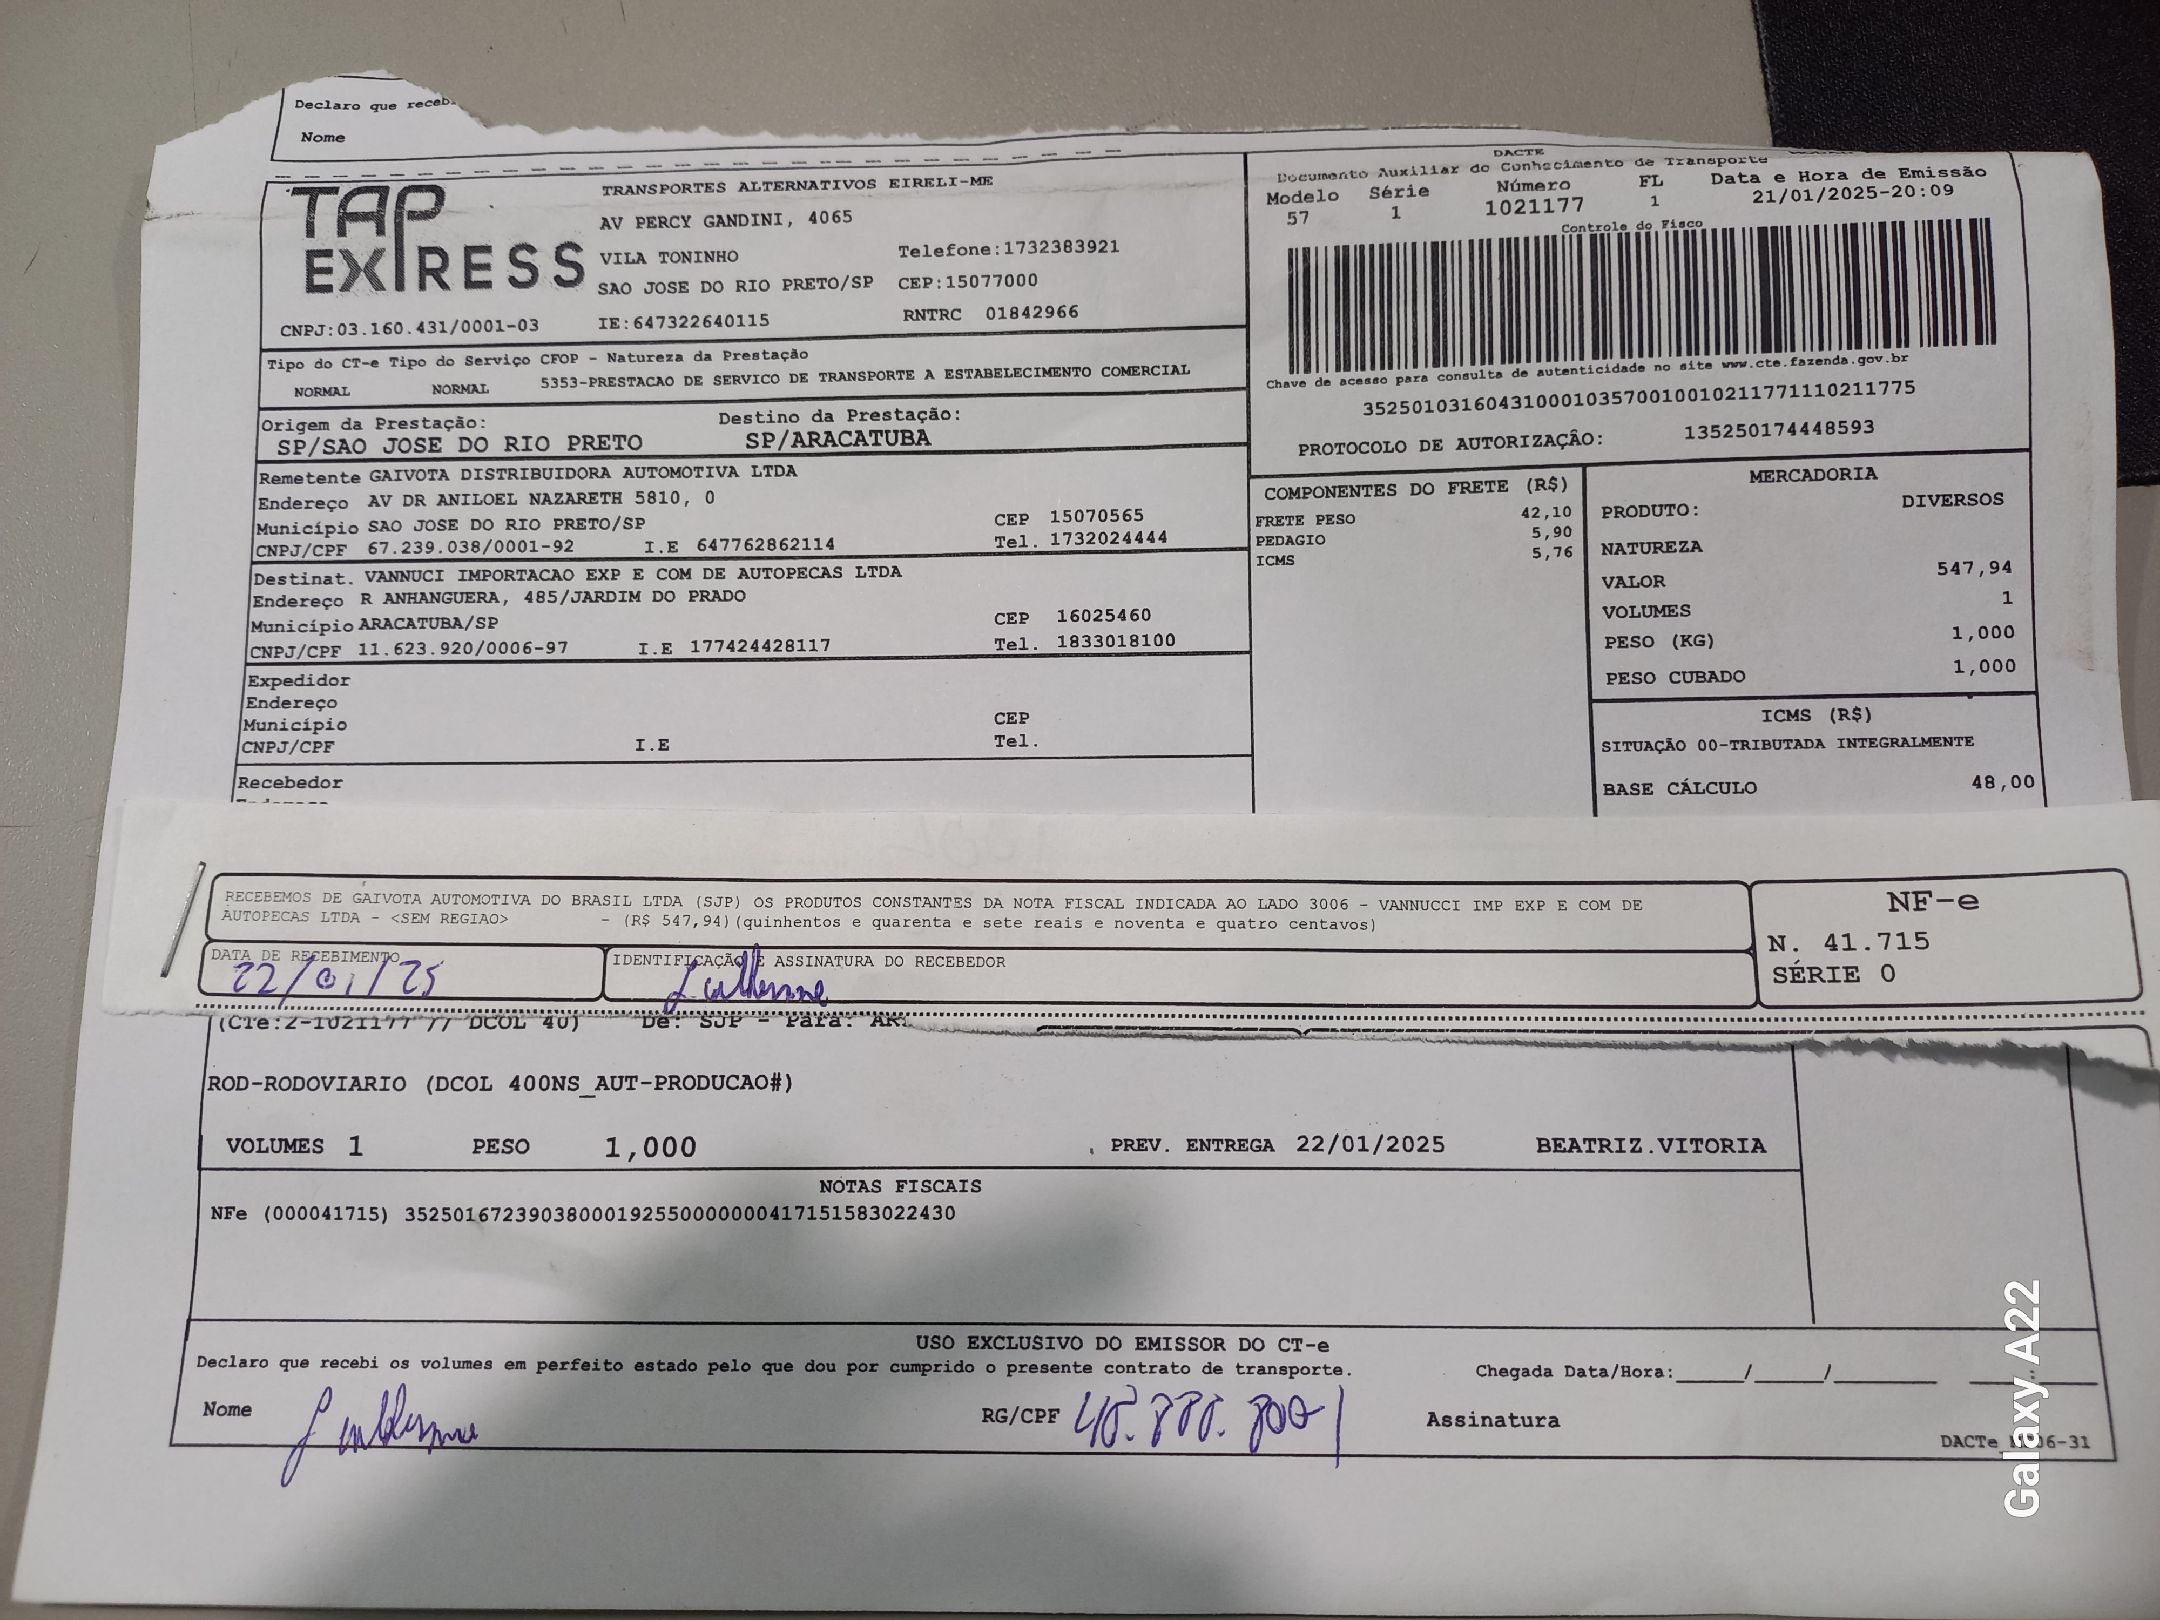 Declaro que receb
Nome
TAP EXPRESS
TRANSPORTES ALTERNATIVOS EIRELI-ME
AV PERCY GANDINI, 4065
VILA TONINHO Telefone:1732383921
SAO JOSE DO RIO PRETO/SP CEP:15077000
CNPJ:03.160.431/0001-03 IE:647322640115 RNTRC 01842966
DACTE
Documento Auxiliar do Conhecimento de Transporte
Modelo Série Número FL Data e Hora de Emissão
57 1 1021177 1 21/01/2025-20:09
Controle do Fisco
Chave de acesso para consulta de autenticidade no site www.cte.fazenda.gov.br
35250103160431000103570010010211771110211775
PROTOCOLO DE AUTORIZAÇÃO: 135250174448593
Tipo do CT-e Tipo do Serviço CFOP - Natureza da Prestação
NORMAL NORMAL 5353-PRESTACAO DE SERVICO DE TRANSPORTE A ESTABELECIMENTO COMERCIAL
Origem da Prestação: Destino da Prestação:
SP/SAO JOSE DO RIO PRETO SP/ARACATUBA
Remetente GAIVOTA DISTRIBUIDORA AUTOMOTIVA LTDA
Endereço AV DR ANILOEL NAZARETH 5810, 0
Município SAO JOSE DO RIO PRETO/SP CEP 15070565
CNPJ/CPF 67.239.038/0001-92 I.E 647762862114 Tel. 1732024444
Destinat. VANNUCI IMPORTACAO EXP E COM DE AUTOPECAS LTDA
Endereço R ANHANGUERA, 485/JARDIM DO PRADO
Município ARACATUBA/SP CEP 16025460
CNPJ/CPF 11.623.920/0006-97 I.E 177424428117 Tel. 1833018100
Expedidor
Endereço
Município CEP
CNPJ/CPF I.E Tel.
Recebedor
COMPONENTES DO FRETE (R$)
FRETE PESO 42,10
PEDAGIO 5,90
ICMS 5,76
MERCADORIA
PRODUTO: DIVERSOS
NATUREZA
VALOR 547,94
VOLUMES 1
PESO (KG) 1,000
PESO CUBADO 1,000
ICMS (R$)
SITUAÇÃO 00-TRIBUTADA INTEGRALMENTE
BASE CÁLCULO 48,00
RECEBEMOS DE GAIVOTA AUTOMOTIVA DO BRASIL LTDA (SJP) OS PRODUTOS CONSTANTES DA NOTA FISCAL INDICADA AO LADO 3006 - VANNUCCI IMP EXP E COM DE
AUTOPECAS LTDA - <SEM REGIAO> - (R$ 547,94)(quinhentos e quarenta e sete reais e noventa e quatro centavos)
DATA DE RECEBIMENTO IDENTIFICAÇÃO E ASSINATURA DO RECEBEDOR
22/01/25 Guilherme
NF-e
N. 41.715
SÉRIE 0
(CTe:2-1021177 // DCOL 40) De: SJP - Para:
ROD-RODOVIARIO (DCOL 400NS_AUT-PRODUCAO#)
VOLUMES 1 PESO 1,000 PREV. ENTREGA 22/01/2025 BEATRIZ.VITORIA
NOTAS FISCAIS
NFe (000041715) 35250167239038000192550000000417151583022430
USO EXCLUSIVO DO EMISSOR DO CT-e
Declaro que recebi os volumes em perfeito estado pelo que dou por cumprido o presente contrato de transporte. Chegada Data/Hora:_____/_____/_______
Nome Guilherme RG/CPF Assinatura
Galaxy A22